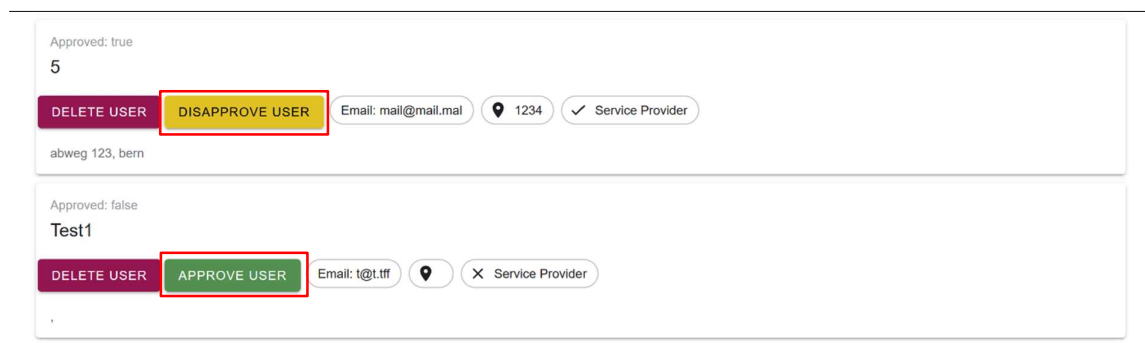 Approved: true
5
DELETE USER DISAPPROVE USER Email: mail@mail.mal 1234 Service Provider
abweg 123, bern
Approved: false
Test1
DELETE USER APPROVE USER Email: t@t.tff Service Provider
,